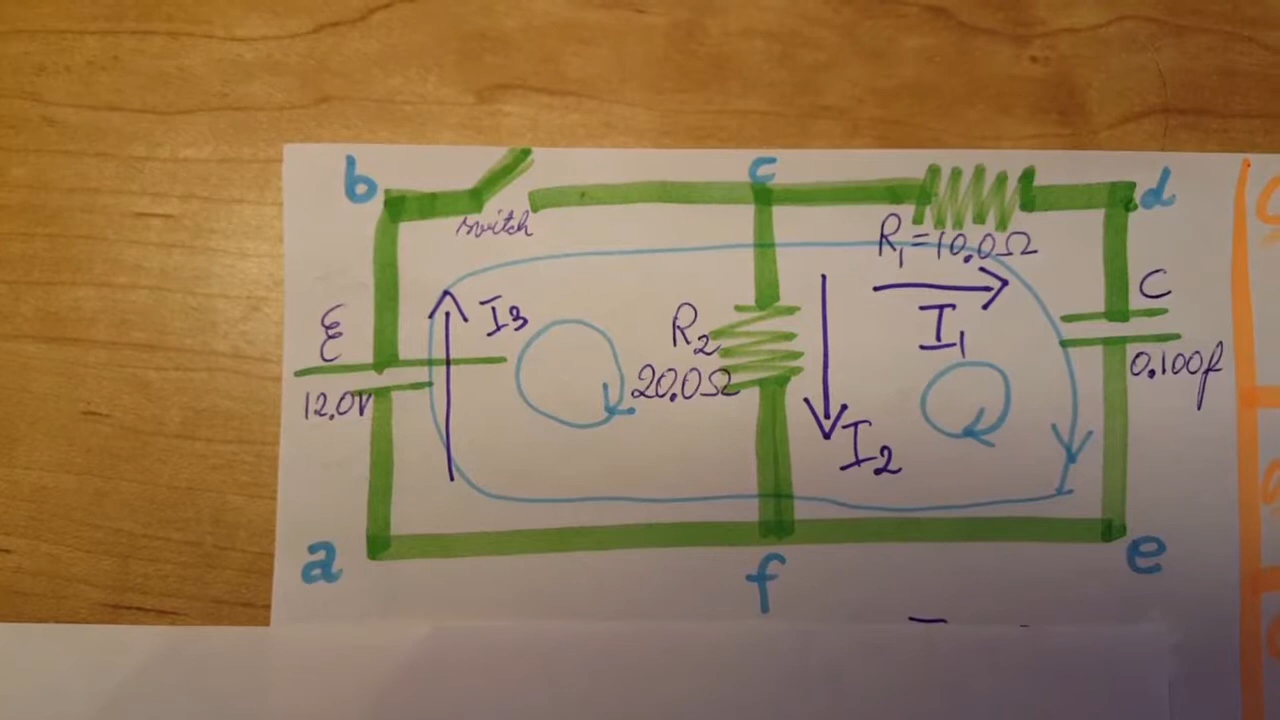 b
switch
c
d
R₁=10.0Ω
C
0.100f
I₁
ℰ
12.0V
I₃
R₂
20.0Ω
I₂
a
f
e